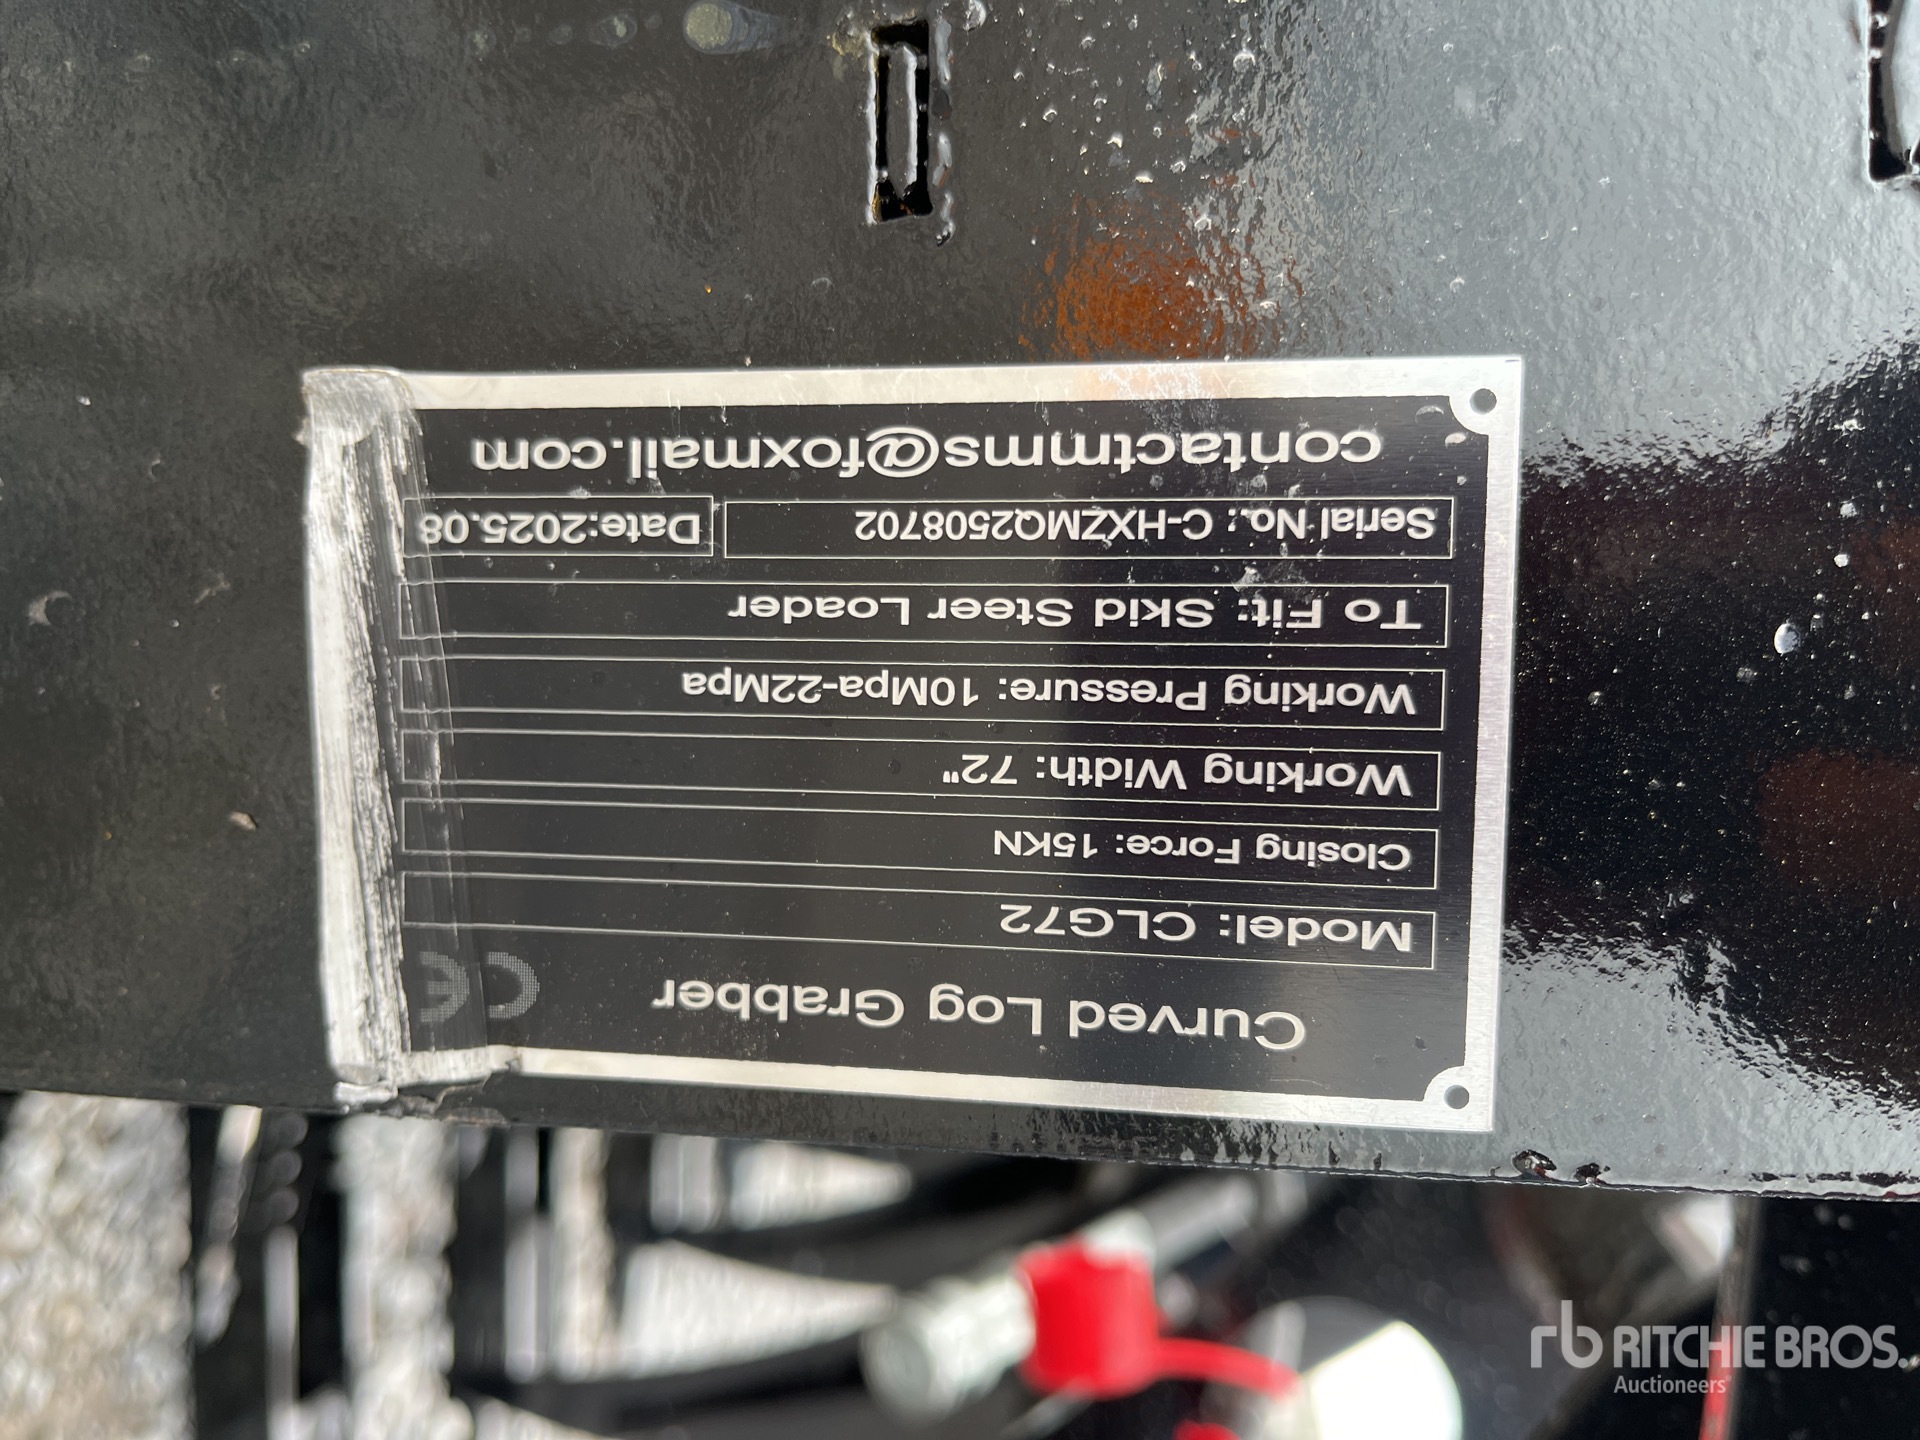 Curved Log Grabber CE
Model: CLG72
Closing Force: 15KN
Working Width: 72"
Working Pressure: 10Mpa-22Mpa
To Fit: Skid Steer Loader
Serial No.: C-HXZMQ2508702 Date:2025.08
contactmms@foxmail.com
rb RITCHIE BROS.
Auctioneers